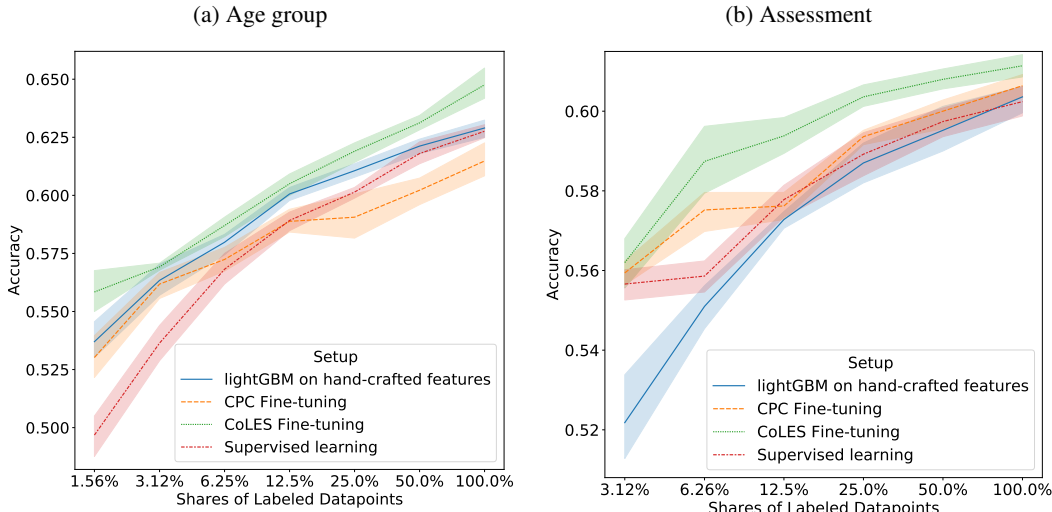 (a) Age group
0.650
0.625
0.600
0.575
0.550
0.525
0.500
Accuracy
Setup
lightGBM on hand-crafted features
CPC Fine-tuning
CoLES Fine-tuning
Supervised learning
1.56% 3.12% 6.25% 12.5% 25.0% 50.0% 100.0%
Shares of Labeled Datapoints
(b) Assessment
0.60
0.58
0.56
0.54
0.52
Accuracy
Setup
lightGBM on hand-crafted features
CPC Fine-tuning
CoLES Fine-tuning
Supervised learning
3.12% 6.26% 12.5% 25.0% 50.0% 100.0%
Shares of Labeled Datapoints